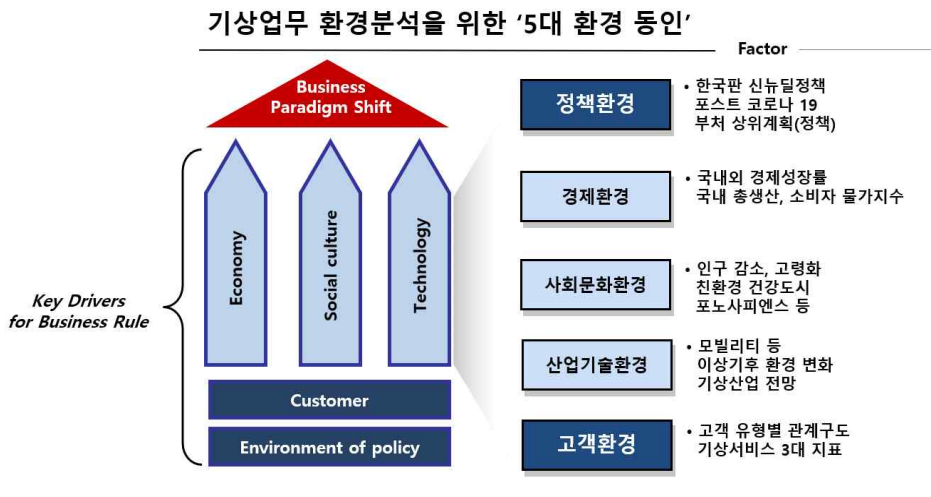 기상업무 환경분석을 위한 '5대 환경 동인'
Factor
Business
Paradigm Shift
Economy
Social culture
Technology
Key Drivers
for Business Rule
Customer
Environment of policy
정책환경
• 한국판 신뉴딜정책
포스트 코로나 19
부처 상위계획(정책)
경제환경
• 국내외 경제성장률
국내 총생산, 소비자 물가지수
사회문화환경
• 인구 감소, 고령화
친환경 건강도시
포노사피엔스 등
산업기술환경
• 모빌리티 등
이상기후 환경 변화
기상산업 전망
고객환경
• 고객 유형별 관계구도
기상서비스 3대 지표